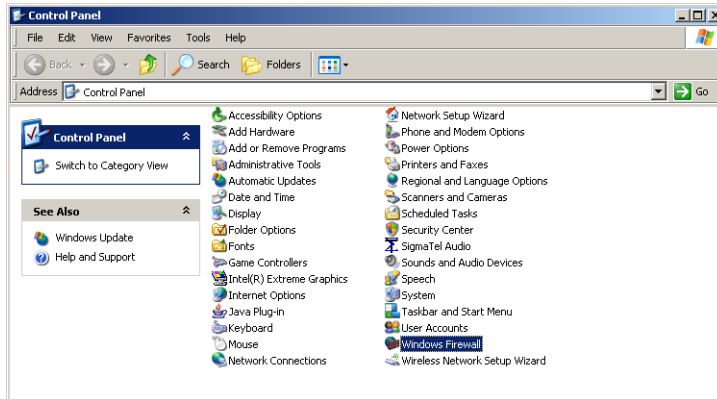 Control Panel
File Edit View Favorites Tools Help
Back Search Folders
Address Control Panel Go
Control Panel
Switch to Category View
See Also
Windows Update
Help and Support
Accessibility Options
Add Hardware
Add or Remove Programs
Administrative Tools
Automatic Updates
Date and Time
Display
Folder Options
Fonts
Game Controllers
Intel(R) Extreme Graphics
Internet Options
Java Plug-in
Keyboard
Mouse
Network Connections
Network Setup Wizard
Phone and Modem Options
Power Options
Printers and Faxes
Regional and Language Options
Scanners and Cameras
Scheduled Tasks
Security Center
SigmaTel Audio
Sounds and Audio Devices
Speech
System
Taskbar and Start Menu
User Accounts
Windows Firewall
Wireless Network Setup Wizard